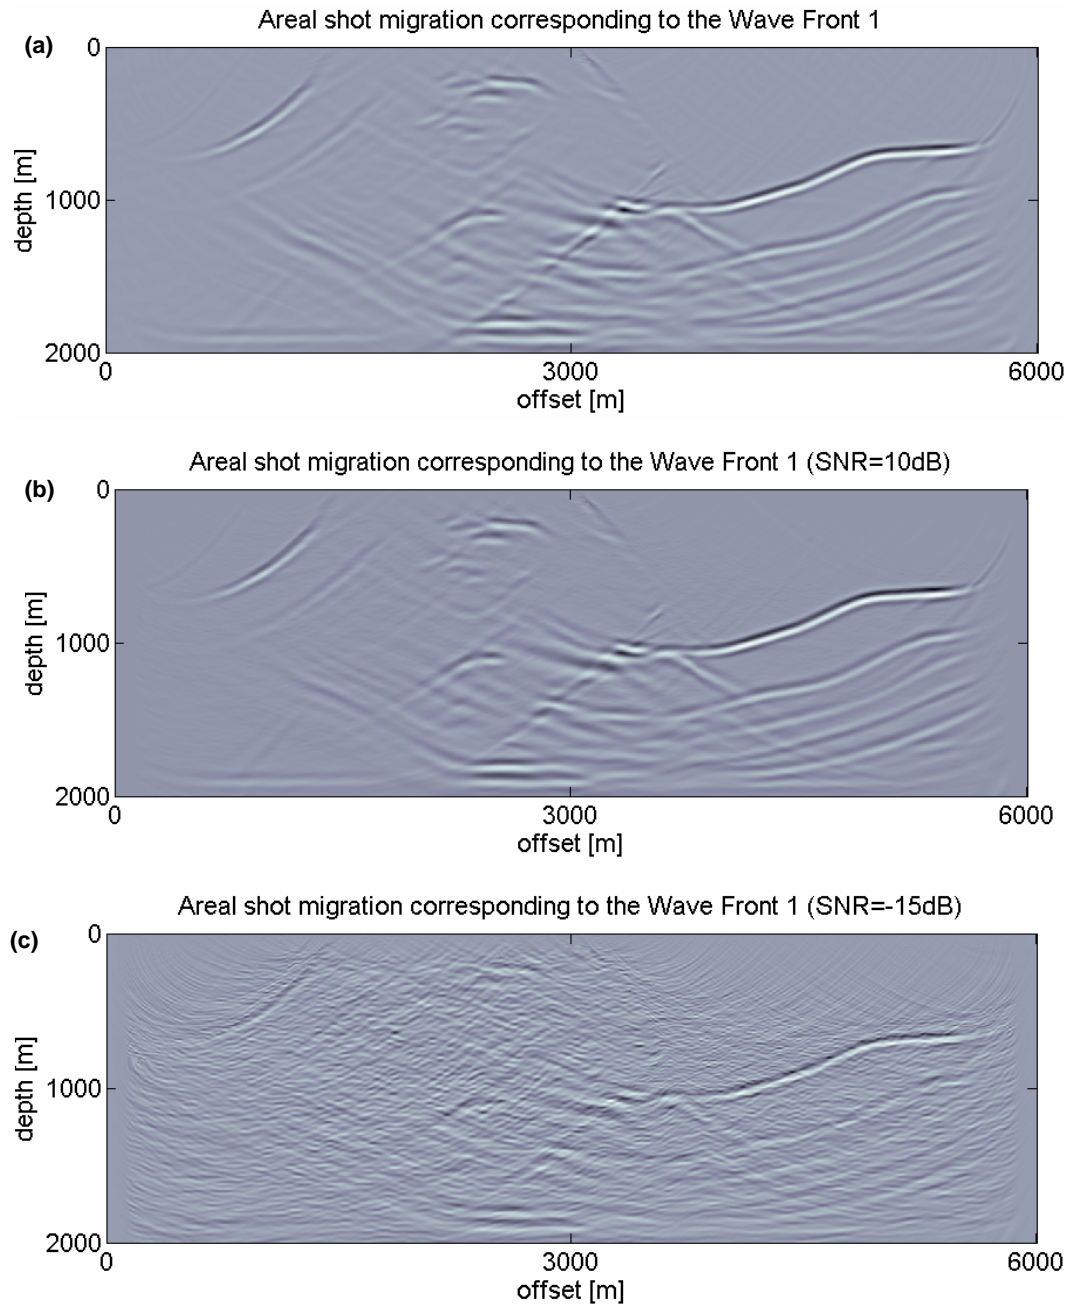 Areal shot migration corresponding to the Wave Front 1
(a)
0
1000
2000
depth [m]
0 3000 6000
offset [m]
Areal shot migration corresponding to the Wave Front 1 (SNR=10dB)
(b)
0
1000
2000
depth [m]
0 3000 6000
offset [m]
Areal shot migration corresponding to the Wave Front 1 (SNR=-15dB)
(c)
0
1000
2000
depth [m]
0 3000 6000
offset [m]